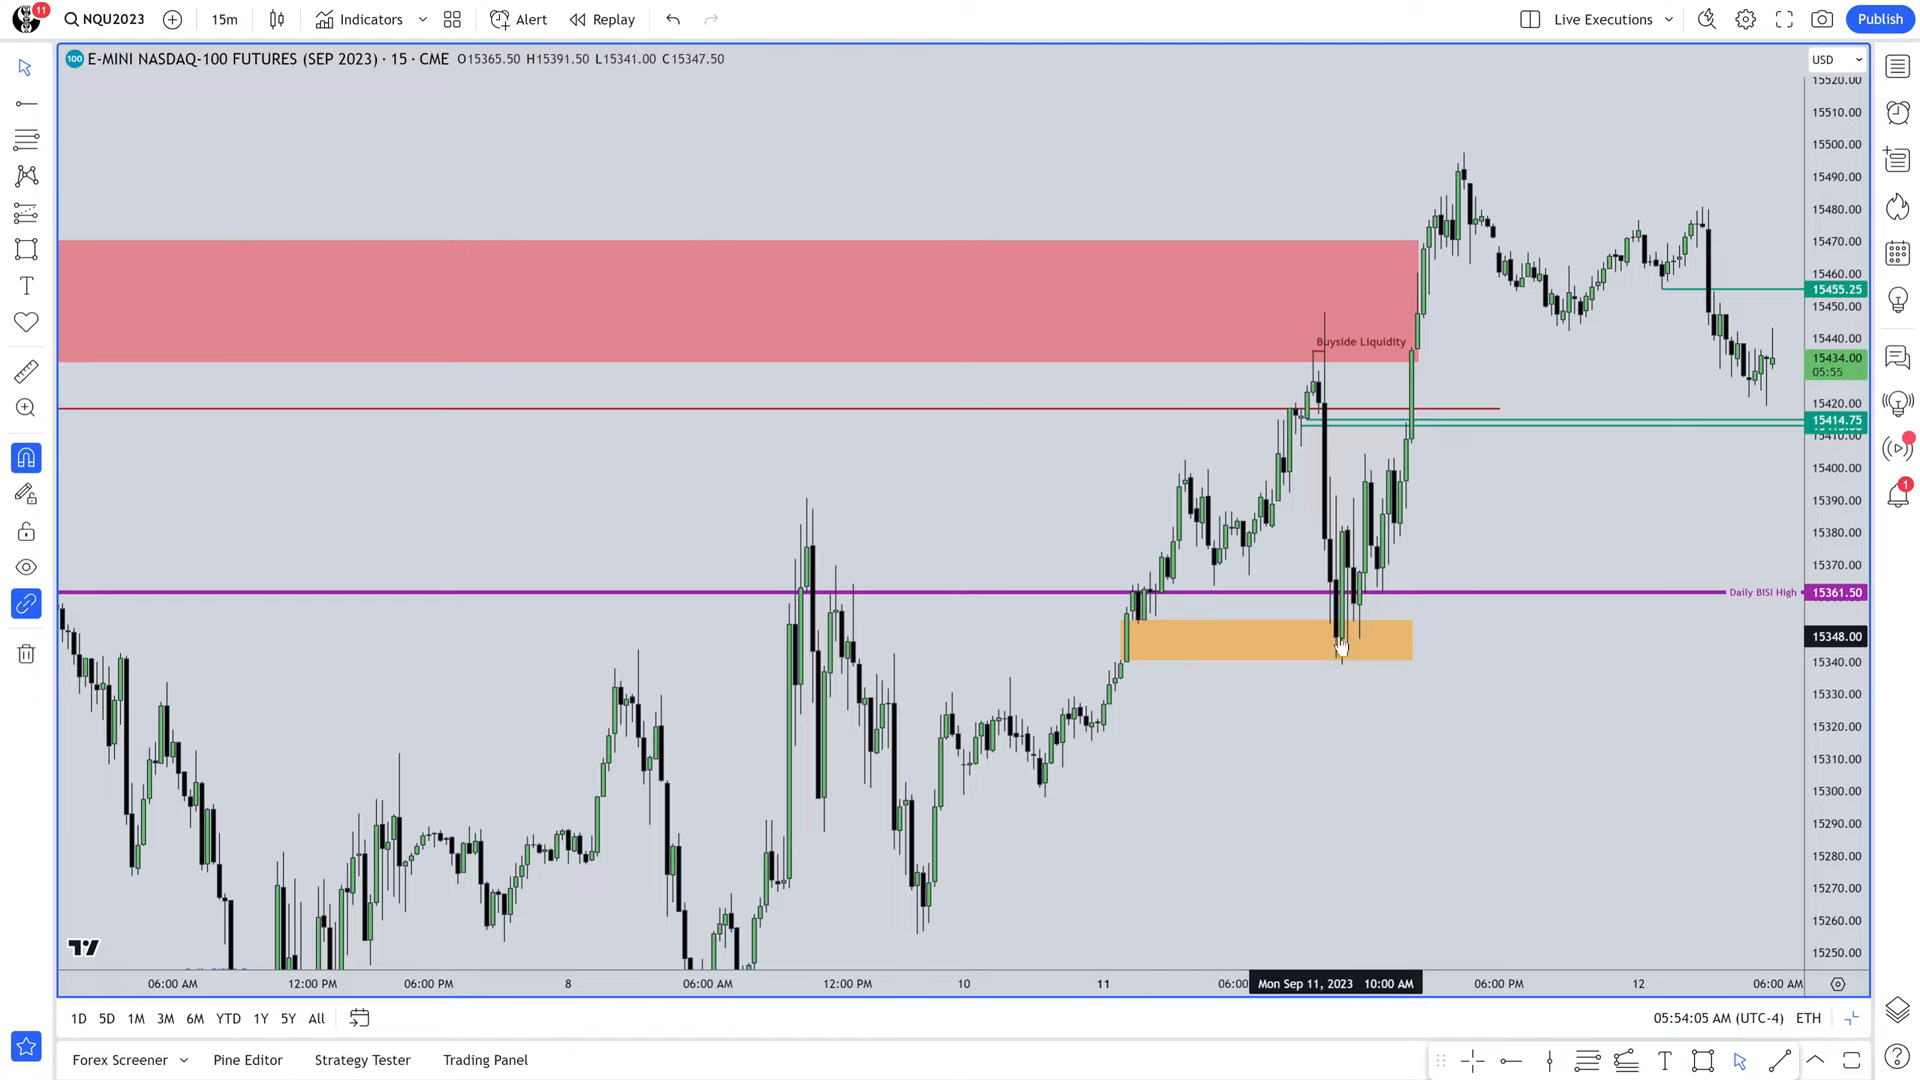 11
NQU2023
15m
Indicators
Alert
Replay
Live Executions
Publish
100
E-MINI NASDAQ-100 FUTURES (SEP 2023) · 15 · CME O15365.50 H15391.50 L15341.00 C15347.50
USD
15520.00
15510.00
15500.00
15490.00
15480.00
15470.00
15460.00
15455.25
15450.00
15440.00
Buyside Liquidity
15434.00
05:55
15420.00
15414.75
15410.00
15400.00
15390.00
15380.00
15370.00
Daily BISI High
15361.50
15348.00
15340.00
15330.00
15320.00
15310.00
15300.00
15290.00
15280.00
15270.00
15260.00
15250.00
1
06:00 AM 12:00 PM 06:00 PM 8 06:00 AM 12:00 PM 10 11 06:00 Mon Sep 11, 2023 10:00 AM 06:00 PM 12 06:00 AM
1D 5D 1M 3M 6M YTD 1Y 5Y All
05:54:05 AM (UTC-4) ETH
Forex Screener Pine Editor Strategy Tester Trading Panel